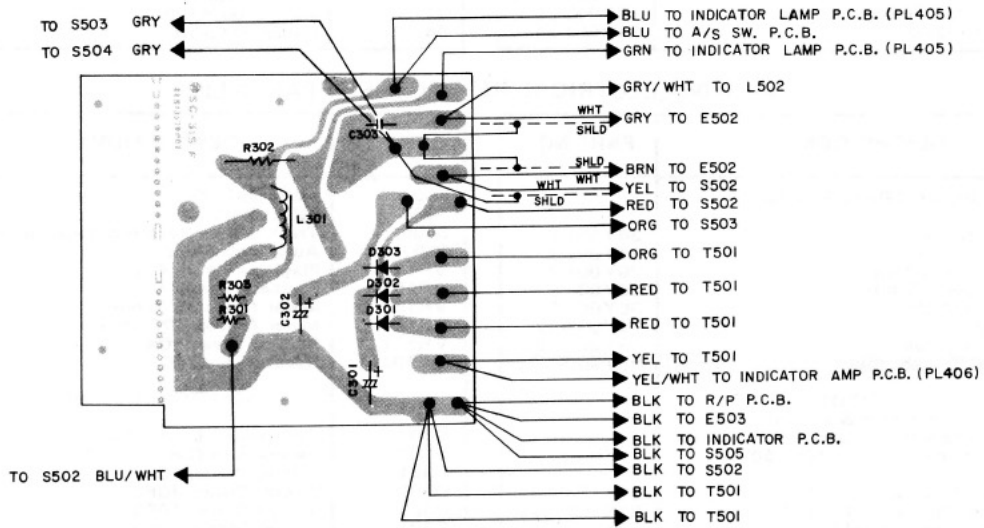 TO S503 GRY
TO S504 GRY
BLU TO INDICATOR LAMP P.C.B. (PL405)
BLU TO A/S SW. P.C.B.
GRN TO INDICATOR LAMP P.C.B. (PL405)
GRY/WHT TO L502
WHT
GRY TO E502
SHLD
C303
SC-315 F
R302
SHLD
BRN TO E502
WHT
WHT
YEL TO S502
SHLD
RED TO S502
L301
ORG TO S503
D303
ORG TO T501
R303
D302
RED TO T501
R301
C302
D301
RED TO T501
YEL TO T501
C301
YEL/WHT TO INDICATOR AMP P.C.B. (PL406)
BLK TO R/P P.C.B.
BLK TO E503
BLK TO INDICATOR P.C.B.
BLK TO S505
TO S502 BLU/WHT
BLK TO S502
BLK TO T501
BLK TO T501